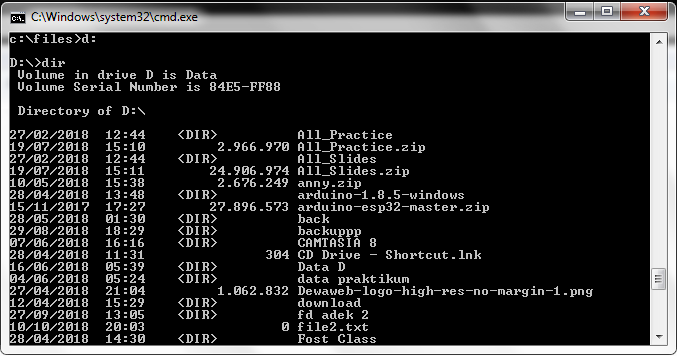 C:\Windows\system32\cmd.exe
c:\files>d:
D:\>dir
Volume in drive D is Data
Volume Serial Number is 84E5-FF88
Directory of D:\
27/02/2018 12:44 <DIR> All_Practice
19/07/2018 15:10 2.966.970 All_Practice.zip
27/02/2018 12:44 <DIR> All_Slides
19/07/2018 15:11 24.906.974 All_Slides.zip
10/05/2018 15:38 2.676.249 anny.zip
28/04/2018 13:48 <DIR> arduino-1.8.5-windows
15/11/2017 17:27 27.896.573 arduino-esp32-master.zip
28/05/2018 01:30 <DIR> back
29/08/2018 18:29 <DIR> backuppp
07/06/2018 16:16 <DIR> CAMTASIA 8
28/04/2018 11:31 304 CD Drive - Shortcut.lnk
16/06/2018 05:39 <DIR> Data D
04/06/2018 05:24 <DIR> data praktikum
27/04/2018 21:04 1.062.832 Dewaweb-logo-high-res-no-margin-1.png
12/04/2018 15:29 <DIR> download
27/09/2018 13:05 <DIR> fd adek 2
10/10/2018 20:03 0 file2.txt
28/04/2018 14:30 <DIR> Fost Class